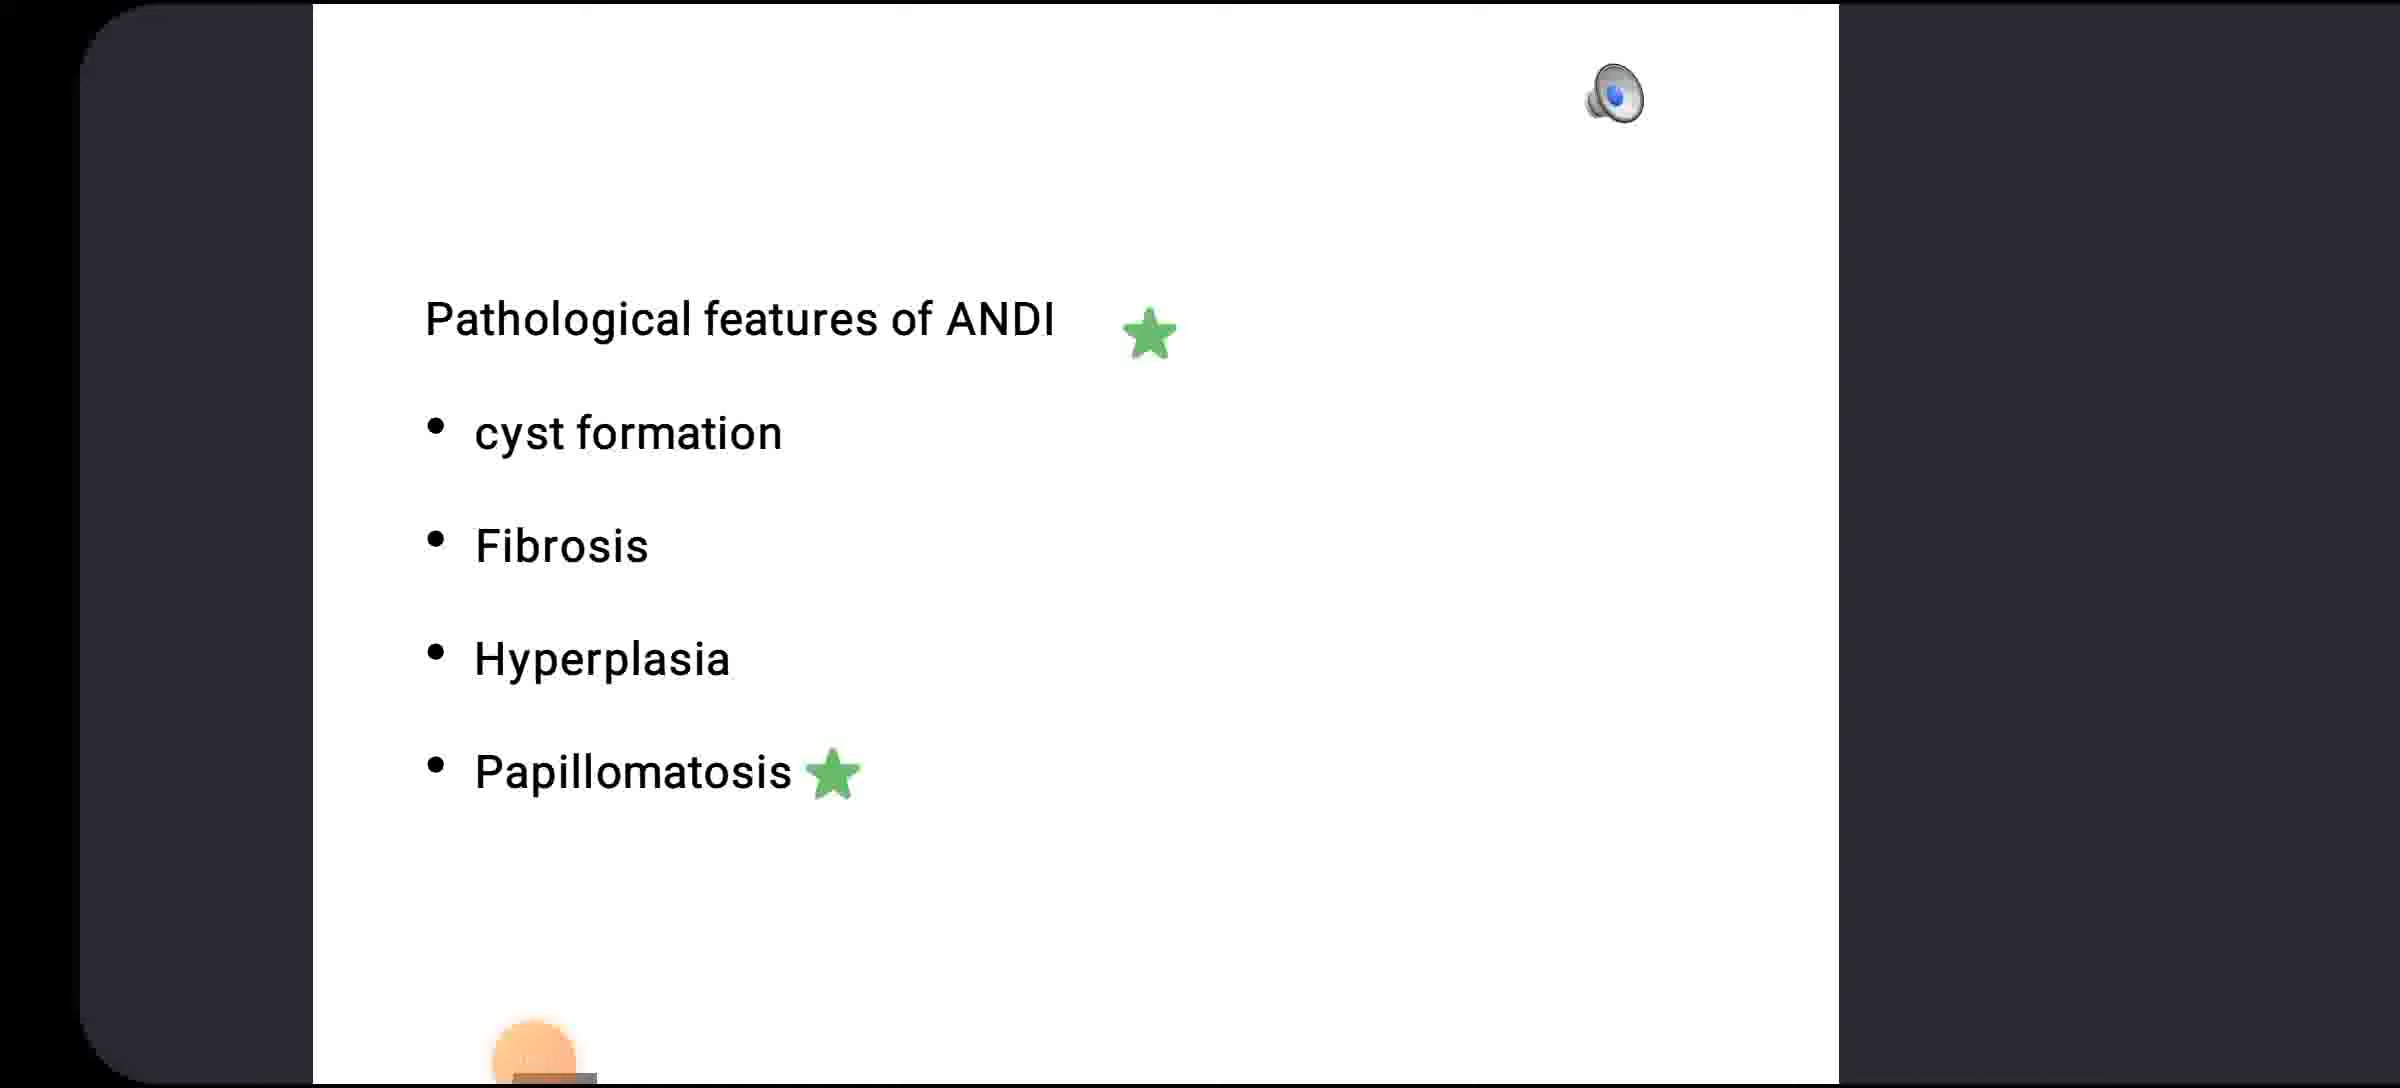 Pathological features of ANDI
• cyst formation
• Fibrosis
• Hyperplasia
• Papillomatosis